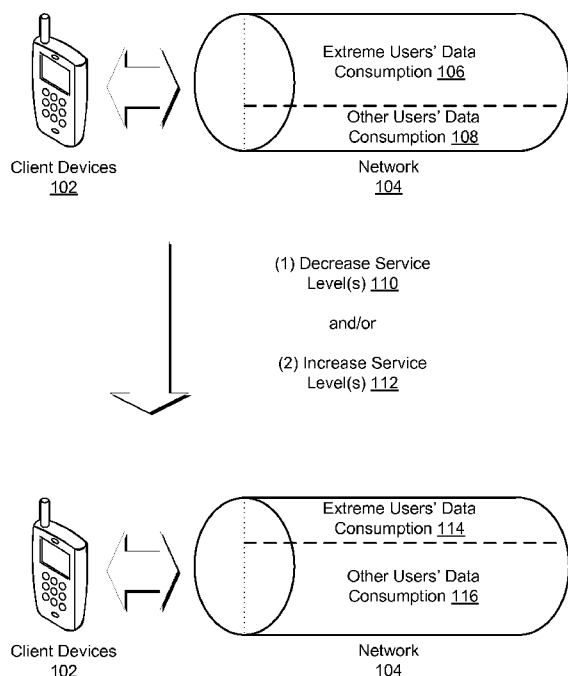 Extreme Users' Data
Consumption 106
Other Users' Data
Consumption 108
Client Devices
102
Network
104
(1) Decrease Service
Level(s) 110
and/or
(2) Increase Service
Level(s) 112
Extreme Users' Data
Consumption 114
Other Users' Data
Consumption 116
Client Devices
102
Network
104